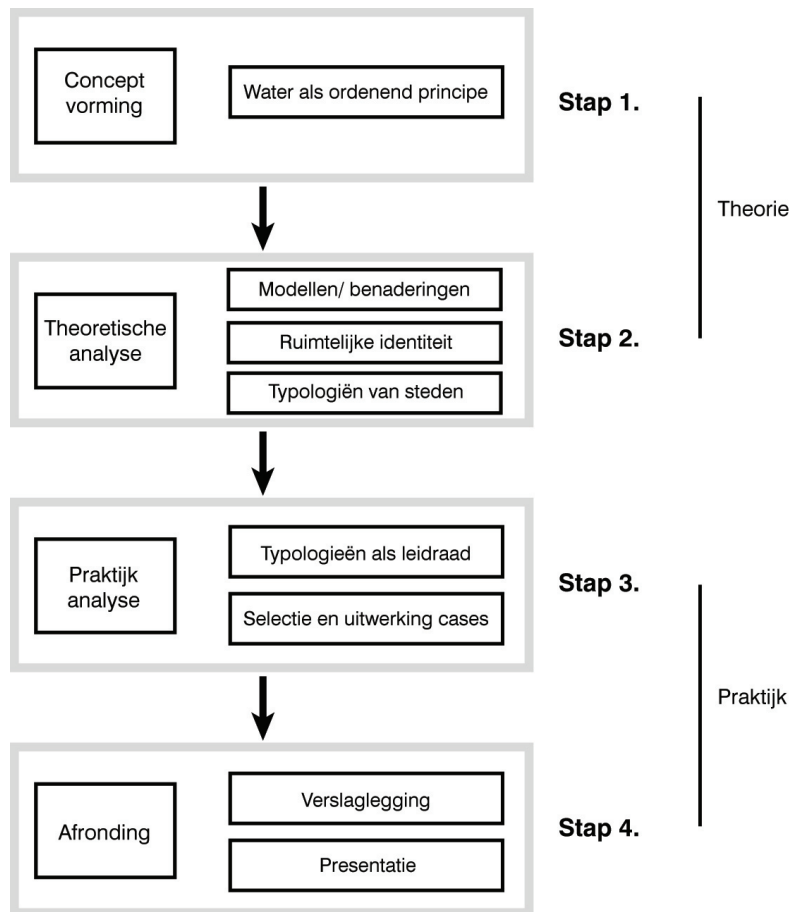 Concept
vorming
Water als ordenend principe
Stap 1.
Theorie
Theoretische
analyse
Modellen/ benaderingen
Ruimtelijke identiteit
Typologiën van steden
Stap 2.
Praktijk
analyse
Typologieën als leidraad
Selectie en uitwerking cases
Stap 3.
Praktijk
Afronding
Verslaglegging
Presentatie
Stap 4.